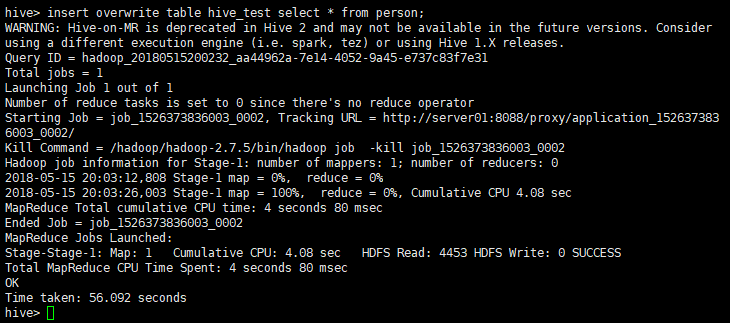 hive> insert overwrite table hive_test select * from person;
WARNING: Hive-on-MR is deprecated in Hive 2 and may not be available in the future versions. Consider
using a different execution engine (i.e. spark, tez) or using Hive 1.X releases.
Query ID = hadoop_20180515200232_aa44962a-7e14-4052-9a45-e737c83f7e31
Total jobs = 1
Launching Job 1 out of 1
Number of reduce tasks is set to 0 since there's no reduce operator
Starting Job = job_1526373836003_0002, Tracking URL = http://server01:8088/proxy/application_152637383
6003_0002/
Kill Command = /hadoop/hadoop-2.7.5/bin/hadoop job  -kill job_1526373836003_0002
Hadoop job information for Stage-1: number of mappers: 1; number of reducers: 0
2018-05-15 20:03:12,808 Stage-1 map = 0%,  reduce = 0%
2018-05-15 20:03:26,003 Stage-1 map = 100%,  reduce = 0%, Cumulative CPU 4.08 sec
MapReduce Total cumulative CPU time: 4 seconds 80 msec
Ended Job = job_1526373836003_0002
MapReduce Jobs Launched:
Stage-Stage-1: Map: 1   Cumulative CPU: 4.08 sec   HDFS Read: 4453 HDFS Write: 0 SUCCESS
Total MapReduce CPU Time Spent: 4 seconds 80 msec
OK
Time taken: 56.092 seconds
hive>